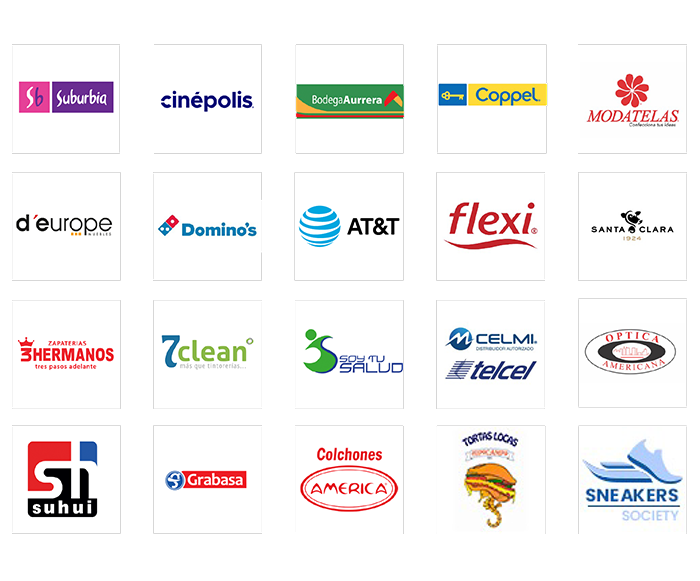 Sb Suburbia
cinépolis.
Bodega Aurrera
Coppel.
MODATELAS.
Confecciona tus ideas
d'europe
MUEBLES
Domino's
AT&T
flexi®
SANTA CLARA
1924
ZAPATERIAS
3HERMANOS
tres pasos adelante
7clean
más que tintorerías...
SOY TU
SALUD
CELMI.
DISTRIBUIDOR AUTORIZADO
telcel
OPTICA
AMERICANA
suhui
Grabasa
Colchones
AMERICA
TORTAS LOCAS
HIPOCAMPO
SNEAKERS
SOCIETY